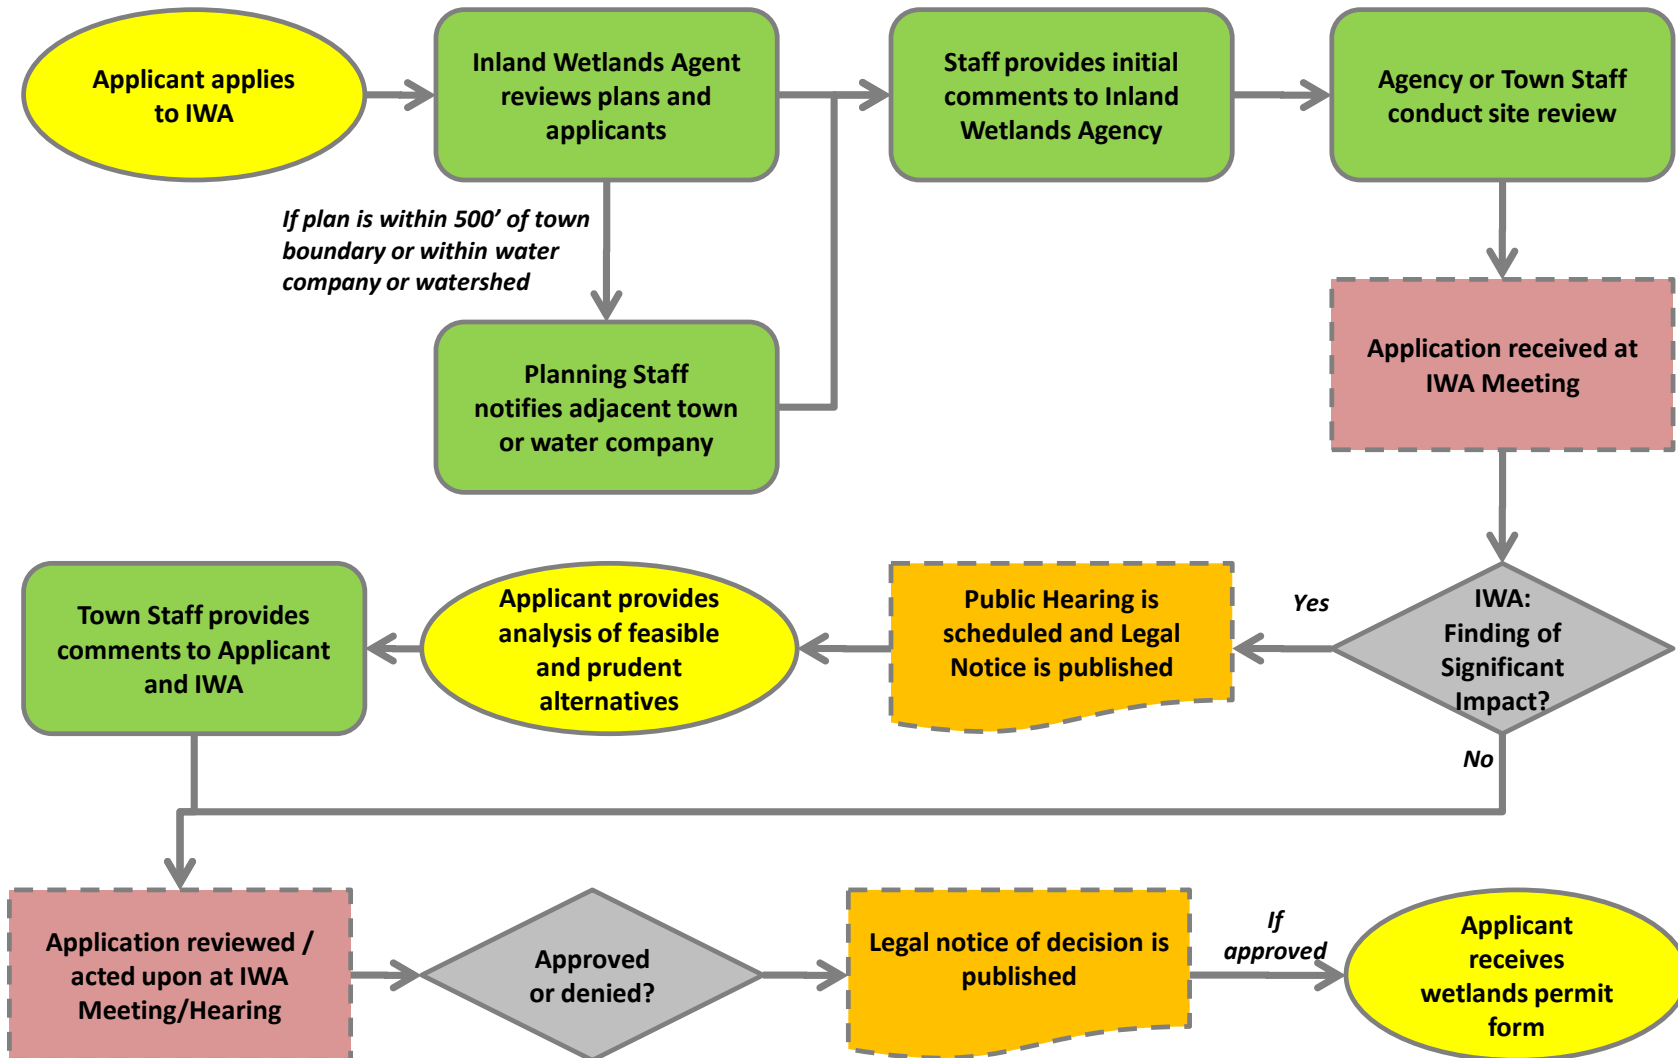 Applicant applies
to IWA
Inland Wetlands Agent
reviews plans and
applicants
Staff provides initial
comments to Inland
Wetlands Agency
Agency or Town Staff
conduct site review
If plan is within 500’ of town
boundary or within water
company or watershed
Planning Staff
notifies adjacent town
or water company
Application received at
IWA Meeting
IWA:
Finding of
Significant
Impact?
Yes
No
Public Hearing is
scheduled and Legal
Notice is published
Applicant provides
analysis of feasible
and prudent
alternatives
Town Staff provides
comments to Applicant
and IWA
Application reviewed /
acted upon at IWA
Meeting/Hearing
Approved
or denied?
Legal notice of decision is
published
If
approved
Applicant
receives
wetlands permit
form